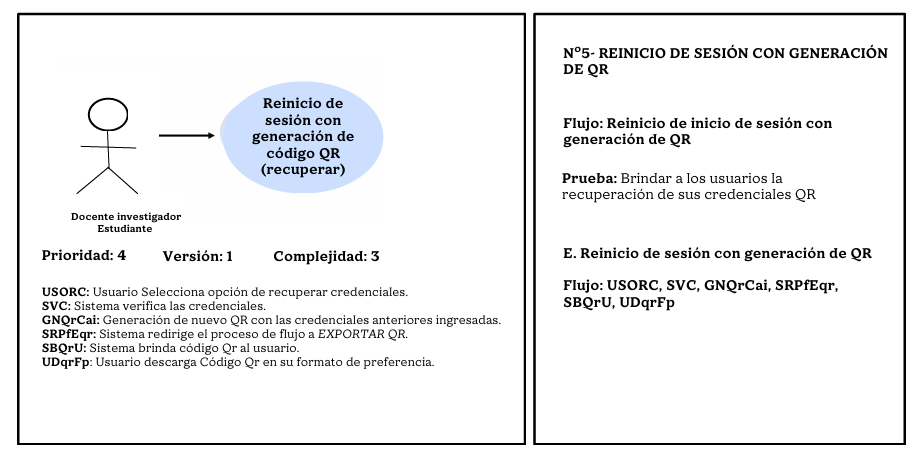 Reinicio de
sesión con
generación de
código QR
(recuperar)
Docente investigador
Estudiante
Prioridad: 4 Versión: 1 Complejidad: 3
USORC: Usuario Selecciona opción de recuperar credenciales.
SVC: Sistema verifica las credenciales.
GNQrCai: Generación de nuevo QR con las credenciales anteriores ingresadas.
SRPfEqr: Sistema redirige el proceso de flujo a EXPORTAR QR.
SBQrU: Sistema brinda código Qr al usuario.
UDqrFp: Usuario descarga Código Qr en su formato de preferencia.
Nº5- REINICIO DE SESIÓN CON GENERACIÓN
DE QR
Flujo: Reinicio de inicio de sesión con
generación de QR
Prueba: Brindar a los usuarios la
recuperación de sus credenciales QR
E. Reinicio de sesión con generación de QR
Flujo: USORC, SVC, GNQrCai, SRPfEqr,
SBQrU, UDqrFp